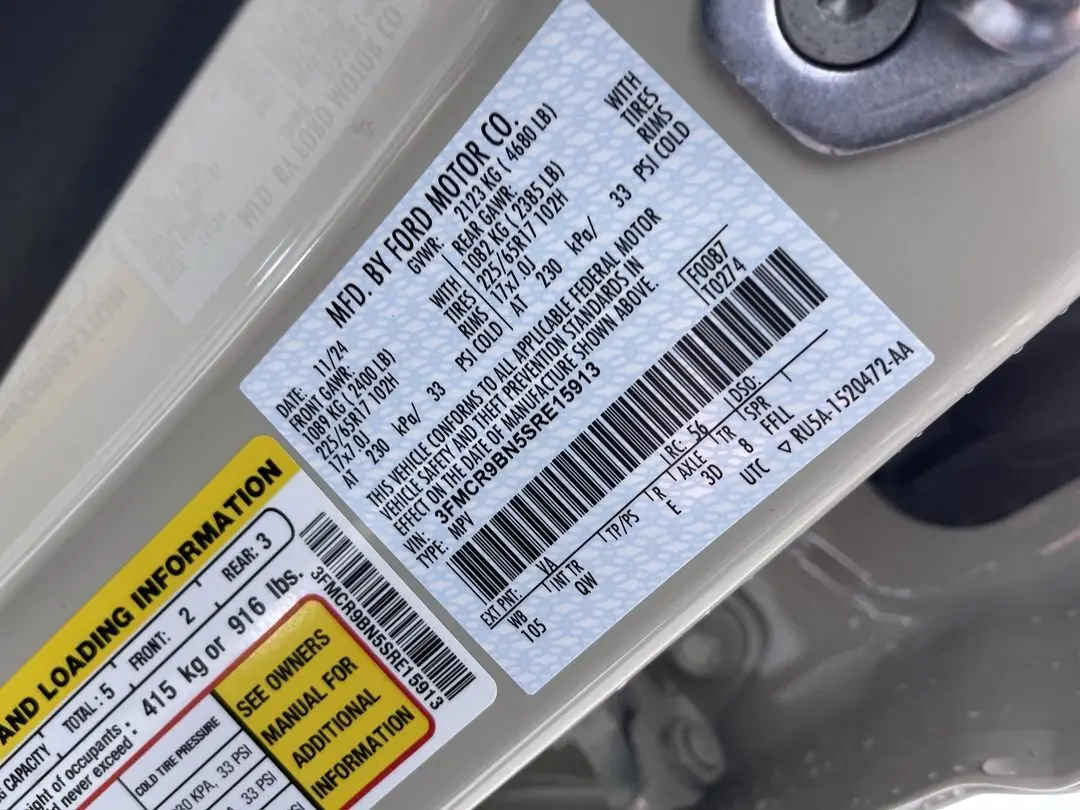 MFD. BY FORD MOTOR CO.
DATE: 11/24 GVWR: 2123 KG ( 4680 LB)
FRONT GAWR: REAR GAWR:
1089 KG (2400 LB) WITH 1082 KG (2385 LB) WITH
225/65R17 102H TIRES 225/65R17 102H TIRES
17x7.0J RIMS 17x7.0J RIMS
AT 230 kPa/ 33 PSI COLD AT 230 kPa/ 33 PSI COLD
THIS VEHICLE CONFORMS TO ALL APPLICABLE FEDERAL MOTOR
VEHICLE SAFETY AND THEFT PREVENTION STANDARDS IN
EFFECT ON THE DATE OF MANUFACTURE SHOWN ABOVE.
VIN: 3FMCR9BN5SRE15913
TYPE: MPV
F0087
T0274
EXT PNT: VA RC: 56 DSO:
WB INT TR TP/PS R AXLE TR SPR
105 QW E 3D 8 FFLL
UTC ▽ RU5A-1520472-AA
AND LOADING INFORMATION
CAPACITY TOTAL: 5 FRONT: 2 REAR: 3
ight of occupants
never exceed : 415 kg or 916 lbs.
COLD TIRE PRESSURE
KPA, 33 PSI
33 PSI
SEE OWNERS
MANUAL FOR
ADDITIONAL
INFORMATION
3FMCR9BN5SRE15913